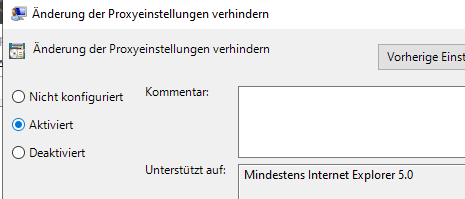 Änderung der Proxyeinstellungen verhindern
Änderung der Proxyeinstellungen verhindern
Vorherige Einst
Nicht konfiguriert
Kommentar:
Aktiviert
Deaktiviert
Unterstützt auf:
Mindestens Internet Explorer 5.0